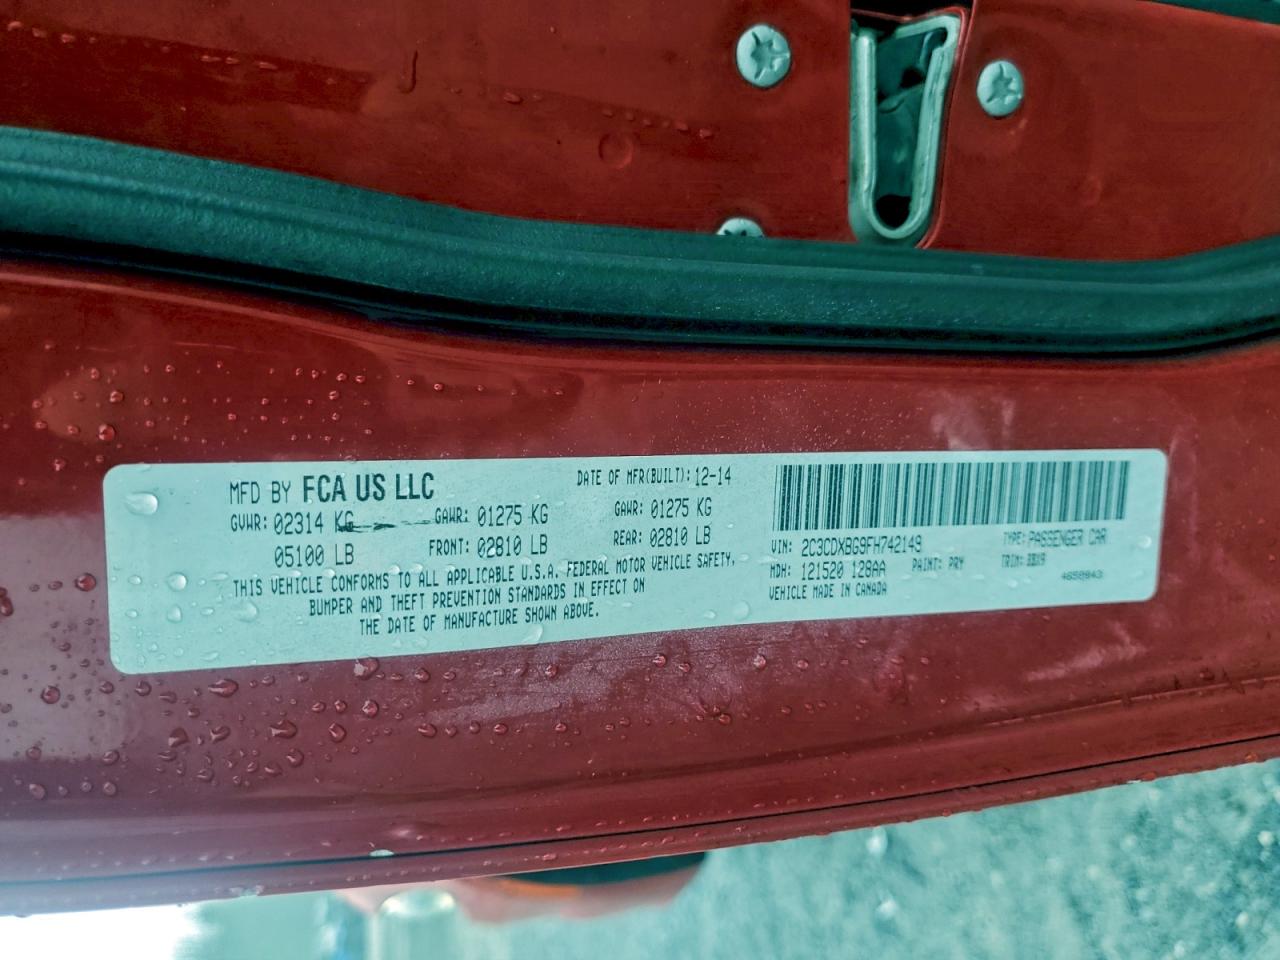 MFD BY FCA US LLC DATE OF MFR(BUILT): 12-14
GVWR: 02314 KG GAWR: 01275 KG GAWR: 01275 KG
05100 LB FRONT: 02810 LB REAR: 02810 LB
THIS VEHICLE CONFORMS TO ALL APPLICABLE U.S.A. FEDERAL MOTOR VEHICLE SAFETY,
BUMPER AND THEFT PREVENTION STANDARDS IN EFFECT ON
THE DATE OF MANUFACTURE SHOWN ABOVE.
VIN: 2C3CDXBG9FH742149 TYPE: PASSENGER CAR
MDH: 121520 128AA PAINT: PRY TRIM:
VEHICLE MADE IN CANADA